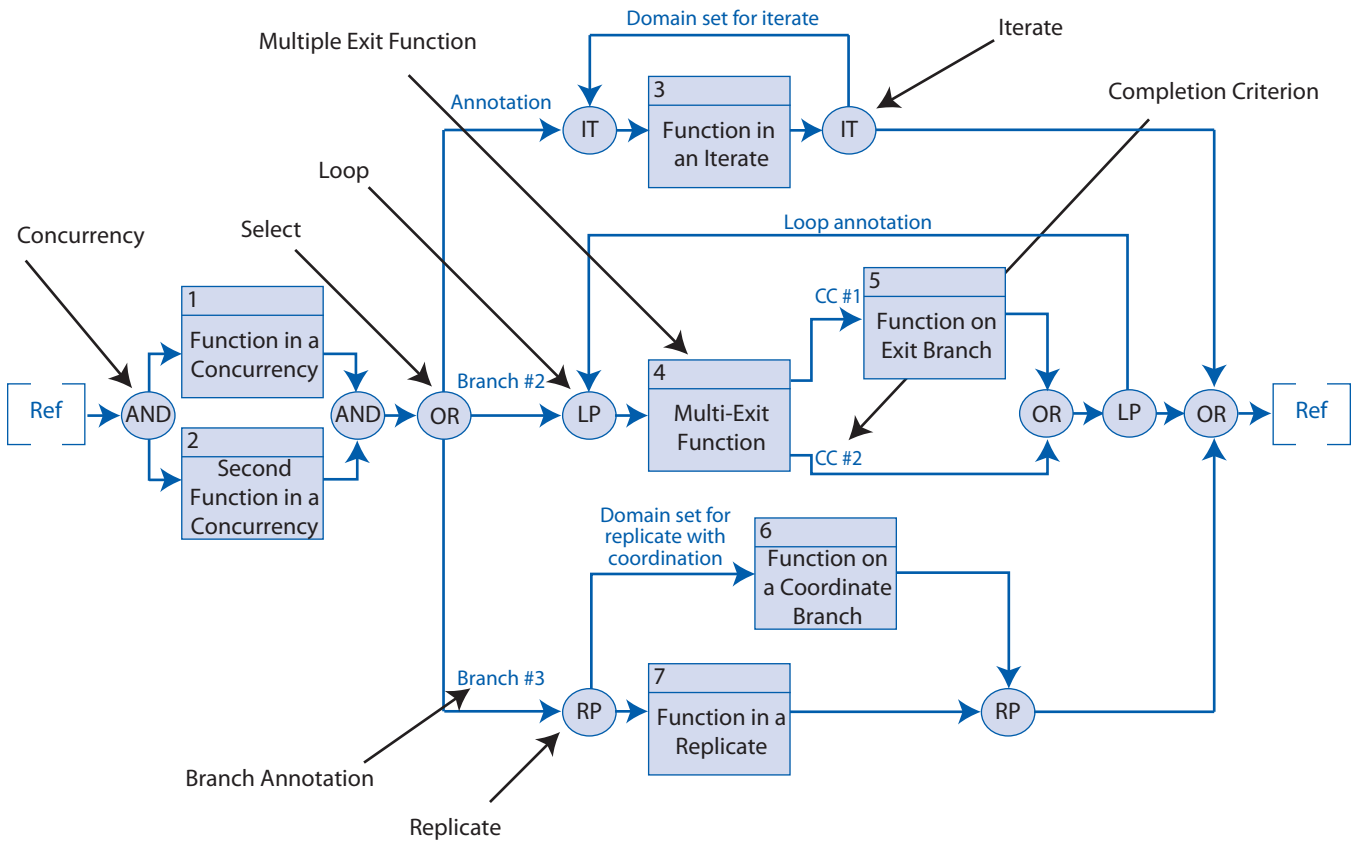 Domain set for iterate
Multiple Exit Function
Iterate
Completion Criterion
Annotation
3
Function in
an Iterate
IT
IT
Loop
Select
Concurrency
Loop annotation
1
Function in a
Concurrency
5
Function on
Exit Branch
CC #1
Branch #2
4
Multi-Exit
Function
CC #2
Ref
AND
AND
OR
LP
OR
LP
OR
Ref
2
Second
Function in a
Concurrency
Domain set for
replicate with
coordination
6
Function on
a Coordinate
Branch
Branch #3
7
Function in a
Replicate
RP
RP
Branch Annotation
Replicate